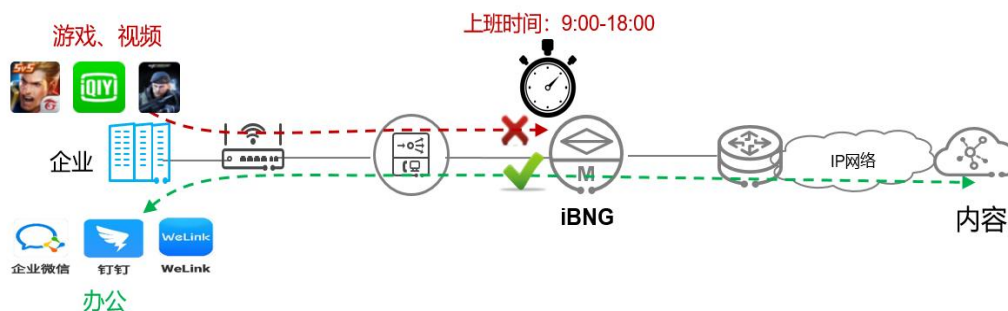 上班时间：9:00-18:00
游戏、视频
5v5
iQIYI
企业
M
IP网络
iBNG
内容
WeLink
企业微信
钉钉
WeLink
办公